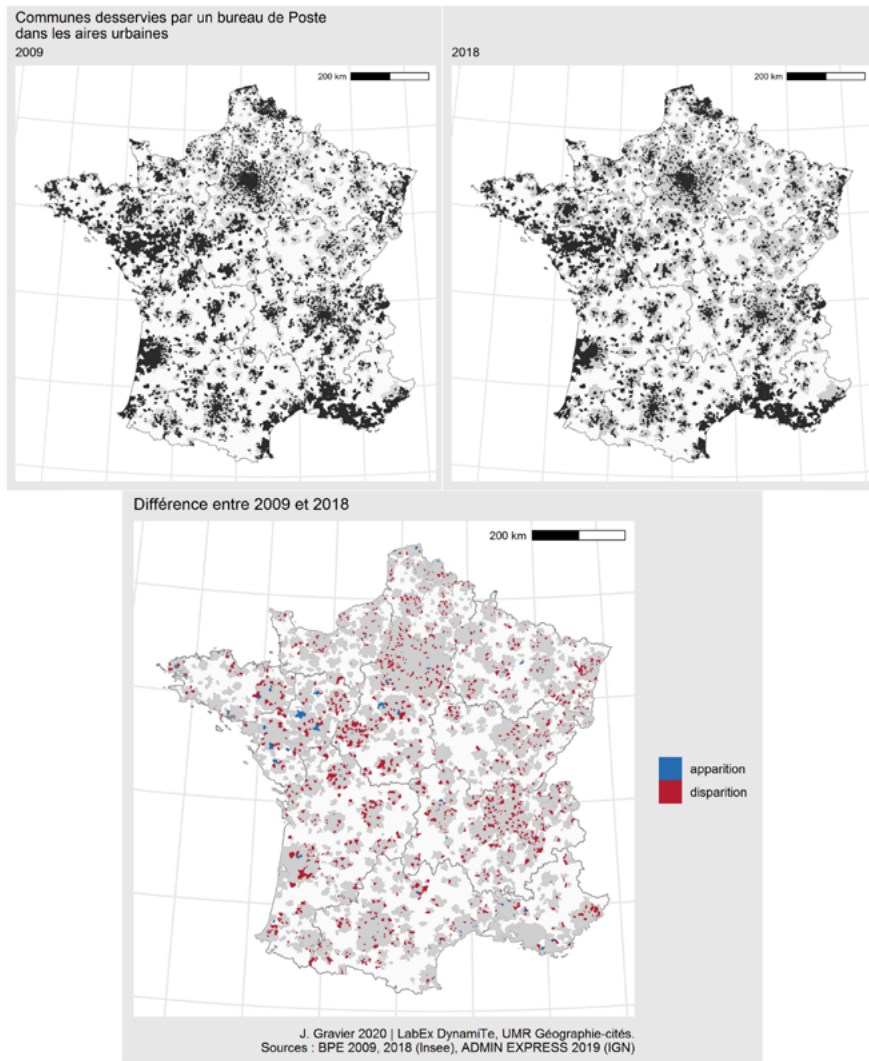 Communes desservies par un bureau de Poste
dans les aires urbaines
2009
200 km
2018
200 km
Différence entre 2009 et 2018
200 km
apparition
disparition
J. Gravier 2020 | LabEx DynamiTe, UMR Géographie-cités.
Sources : BPE 2009, 2018 (Insee), ADMIN EXPRESS 2019 (IGN)